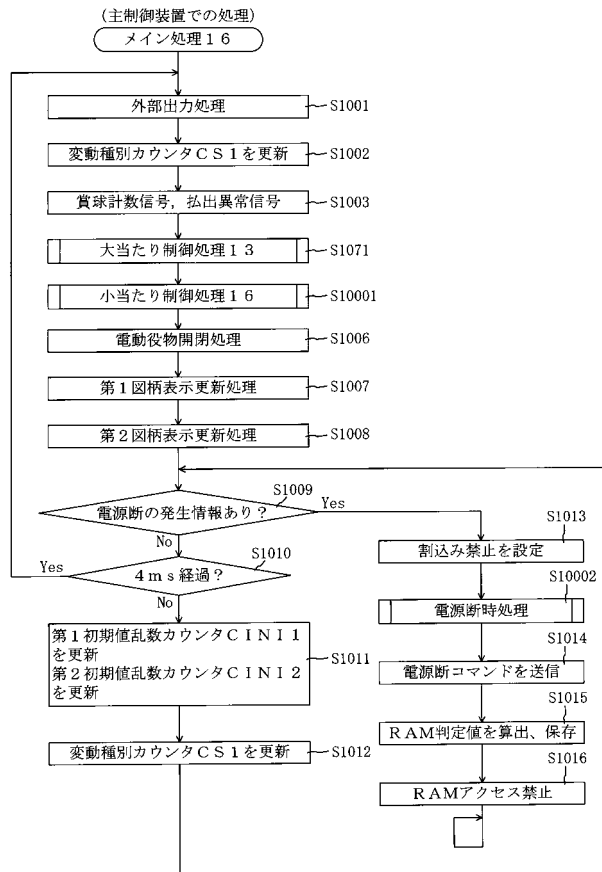 (主制御装置での処理)
メイン処理16
外部出力処理
S1001
変動種別カウンタCS1を更新
S1002
賞球計数信号,払出異常信号
S1003
大当たり制御処理13
S1071
小当たり制御処理16
S10001
電動役物開閉処理
S1006
第1図柄表示更新処理
S1007
第2図柄表示更新処理
S1008
S1009
電源断の発生情報あり?
Yes
No
S1010
4ms経過?
Yes
No
第1初期値乱数カウンタCINI1
を更新
第2初期値乱数カウンタCINI2
を更新
S1011
変動種別カウンタCS1を更新
S1012
S1013
割込み禁止を設定
S10002
電源断時処理
S1014
電源断コマンドを送信
S1015
RAM判定値を算出、保存
S1016
RAMアクセス禁止